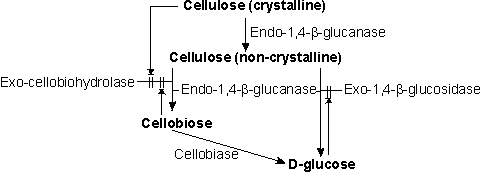 Cellulose (crystalline)
Endo-1,4-β-glucanase
Cellulose (non-crystalline)
Exo-cellobiohydrolase
Endo-1,4-β-glucanase
Exo-1,4-β-glucosidase
Cellobiose
Cellobiase
D-glucose